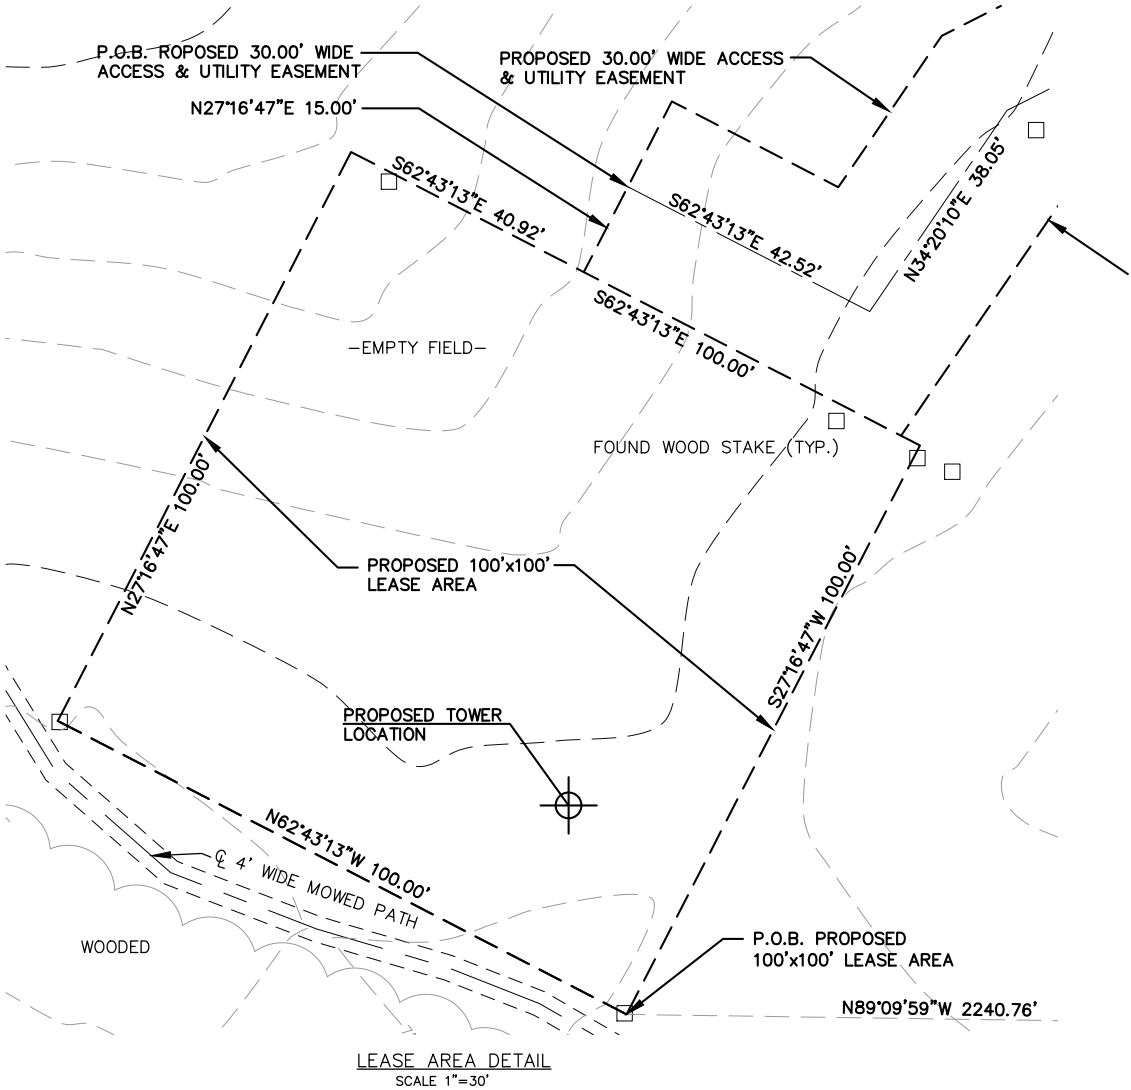 P.O.B. ROPOSED 30.00' WIDE
ACCESS & UTILITY EASEMENT
PROPOSED 30.00' WIDE ACCESS
& UTILITY EASEMENT
N27°16'47"E 15.00'
S62°43'13"E 40.92'
S62°43'13"E 42.52'
N34°20'10"E 38.05'
S62°43'13"E 100.00'
-EMPTY FIELD-
FOUND WOOD STAKE (TYP.)
N27°16'47"E 100.00'
PROPOSED 100'x100'
LEASE AREA
S27°16'47"W 100.00'
PROPOSED TOWER
LOCATION
N62°43'13"W 100.00'
℄ 4' WIDE MOWED PATH
WOODED
P.O.B. PROPOSED
100'x100' LEASE AREA
N89°09'59"W 2240.76'
LEASE AREA DETAIL
SCALE 1"=30'